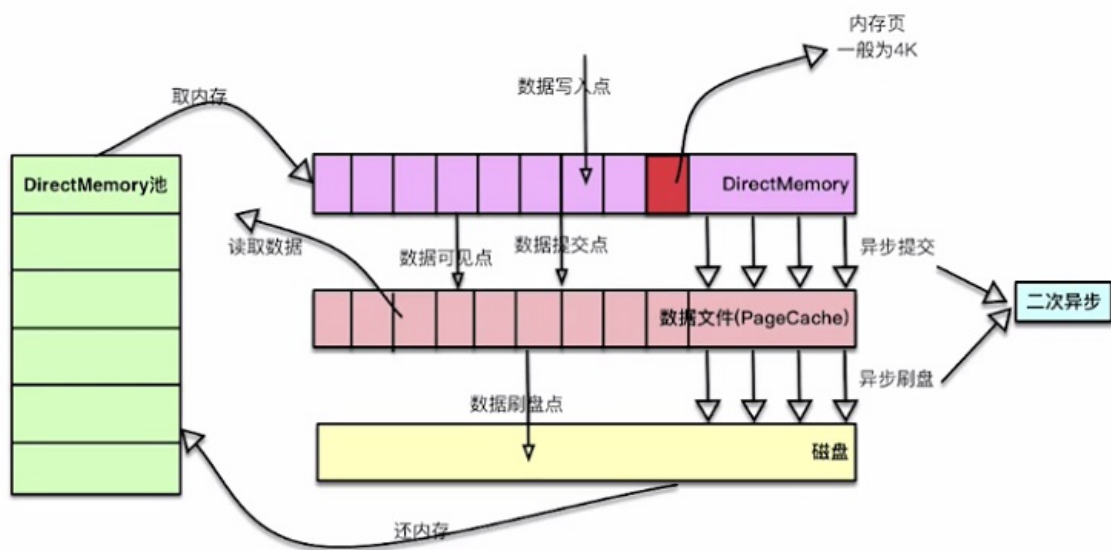 内存页
一般为4K
数据写入点
取内存
DirectMemory池
DirectMemory
读取数据
数据可见点
数据提交点
异步提交
数据文件(PageCache)
二次异步
异步刷盘
数据刷盘点
磁盘
还内存